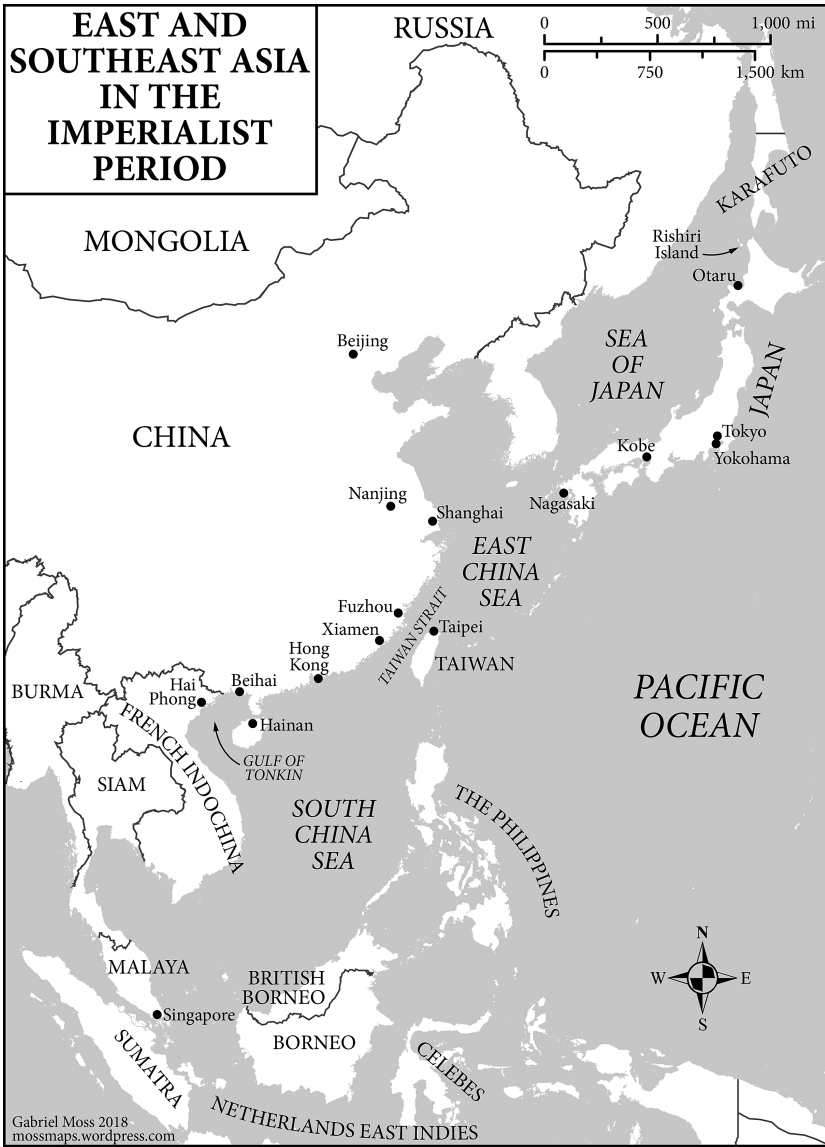 EAST AND
SOUTHEAST ASIA
IN THE
IMPERIALIST
PERIOD
RUSSIA
0 500 1,000 mi
0 750 1,500 km
KARAFUTO
MONGOLIA
Rishiri
Island
Otaru
SEA
OF
JAPAN
JAPAN
Beijing
CHINA
Tokyo
Kobe
Yokohama
Nanjing
Nagasaki
Shanghai
EAST
CHINA
SEA
Fuzhou
Xiamen
TAIWAN STRAIT
Taipei
TAIWAN
Hong
Kong
Beihai
Hai
Phong
BURMA
Hainan
PACIFIC
OCEAN
FRENCH INDOCHINA
GULF OF
TONKIN
SIAM
SOUTH
CHINA
SEA
THE PHILIPPINES
N
W E
S
MALAYA
BRITISH
BORNEO
Singapore
BORNEO
SUMATRA
CELEBES
NETHERLANDS EAST INDIES
Gabriel Moss 2018
mossmaps.wordpress.com